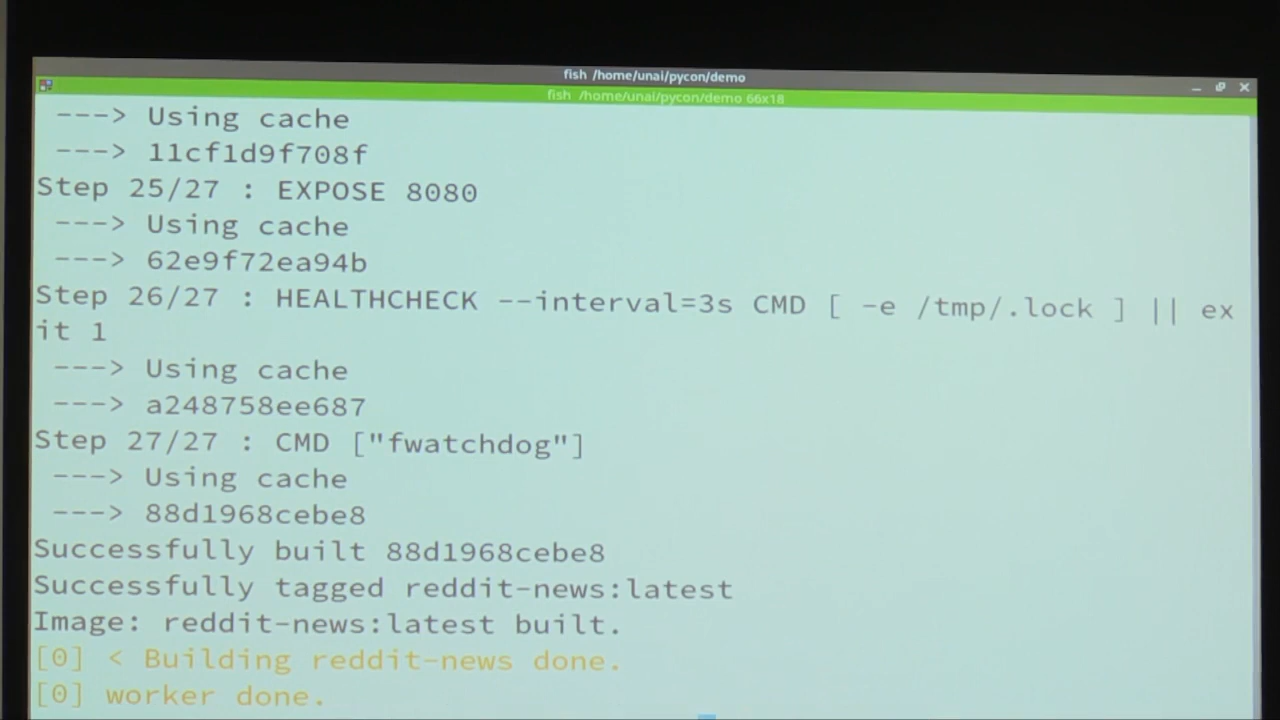 fish /home/unai/pycon/demo
fish /home/unai/pycon/demo 66x18
---> Using cache
---> 11cf1d9f708f
Step 25/27 : EXPOSE 8080
---> Using cache
---> 62e9f72ea94b
Step 26/27 : HEALTHCHECK --interval=3s CMD [ -e /tmp/.lock ] || ex
it 1
---> Using cache
---> a248758ee687
Step 27/27 : CMD ["fwatchdog"]
---> Using cache
---> 88d1968cebe8
Successfully built 88d1968cebe8
Successfully tagged reddit-news:latest
Image: reddit-news:latest built.
[0] < Building reddit-news done.
[0] worker done.